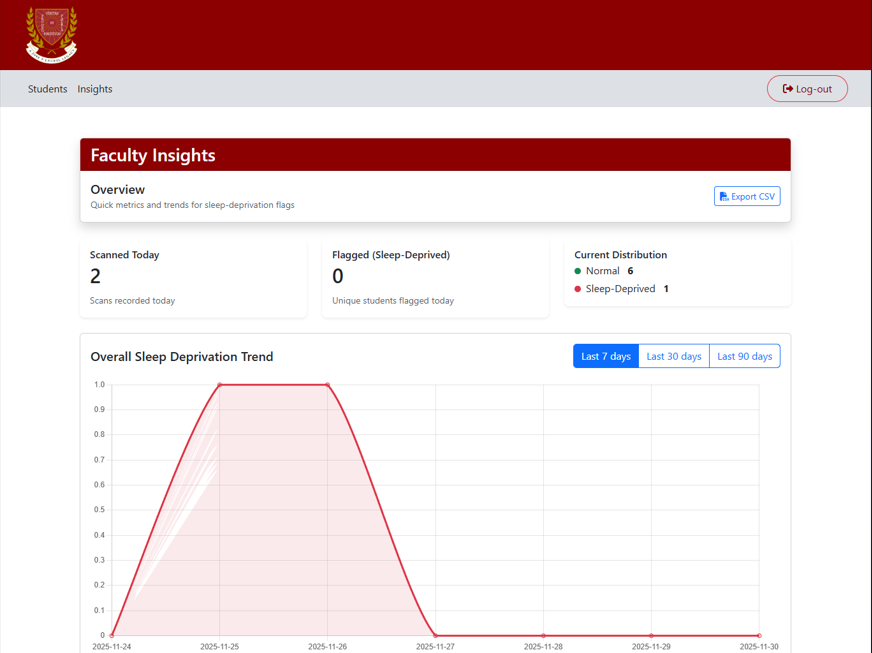 Students Insights
Log-out
Faculty Insights
Overview
Quick metrics and trends for sleep-deprivation flags
Export CSV
Scanned Today
2
Scans recorded today
Flagged (Sleep-Deprived)
0
Unique students flagged today
Current Distribution
Normal 6
Sleep-Deprived 1
Overall Sleep Deprivation Trend
Last 7 days Last 30 days Last 90 days
1.0
0.9
0.8
0.7
0.6
0.5
0.4
0.3
0.2
0.1
0
2025-11-24 2025-11-25 2025-11-26 2025-11-27 2025-11-28 2025-11-29 2025-11-30